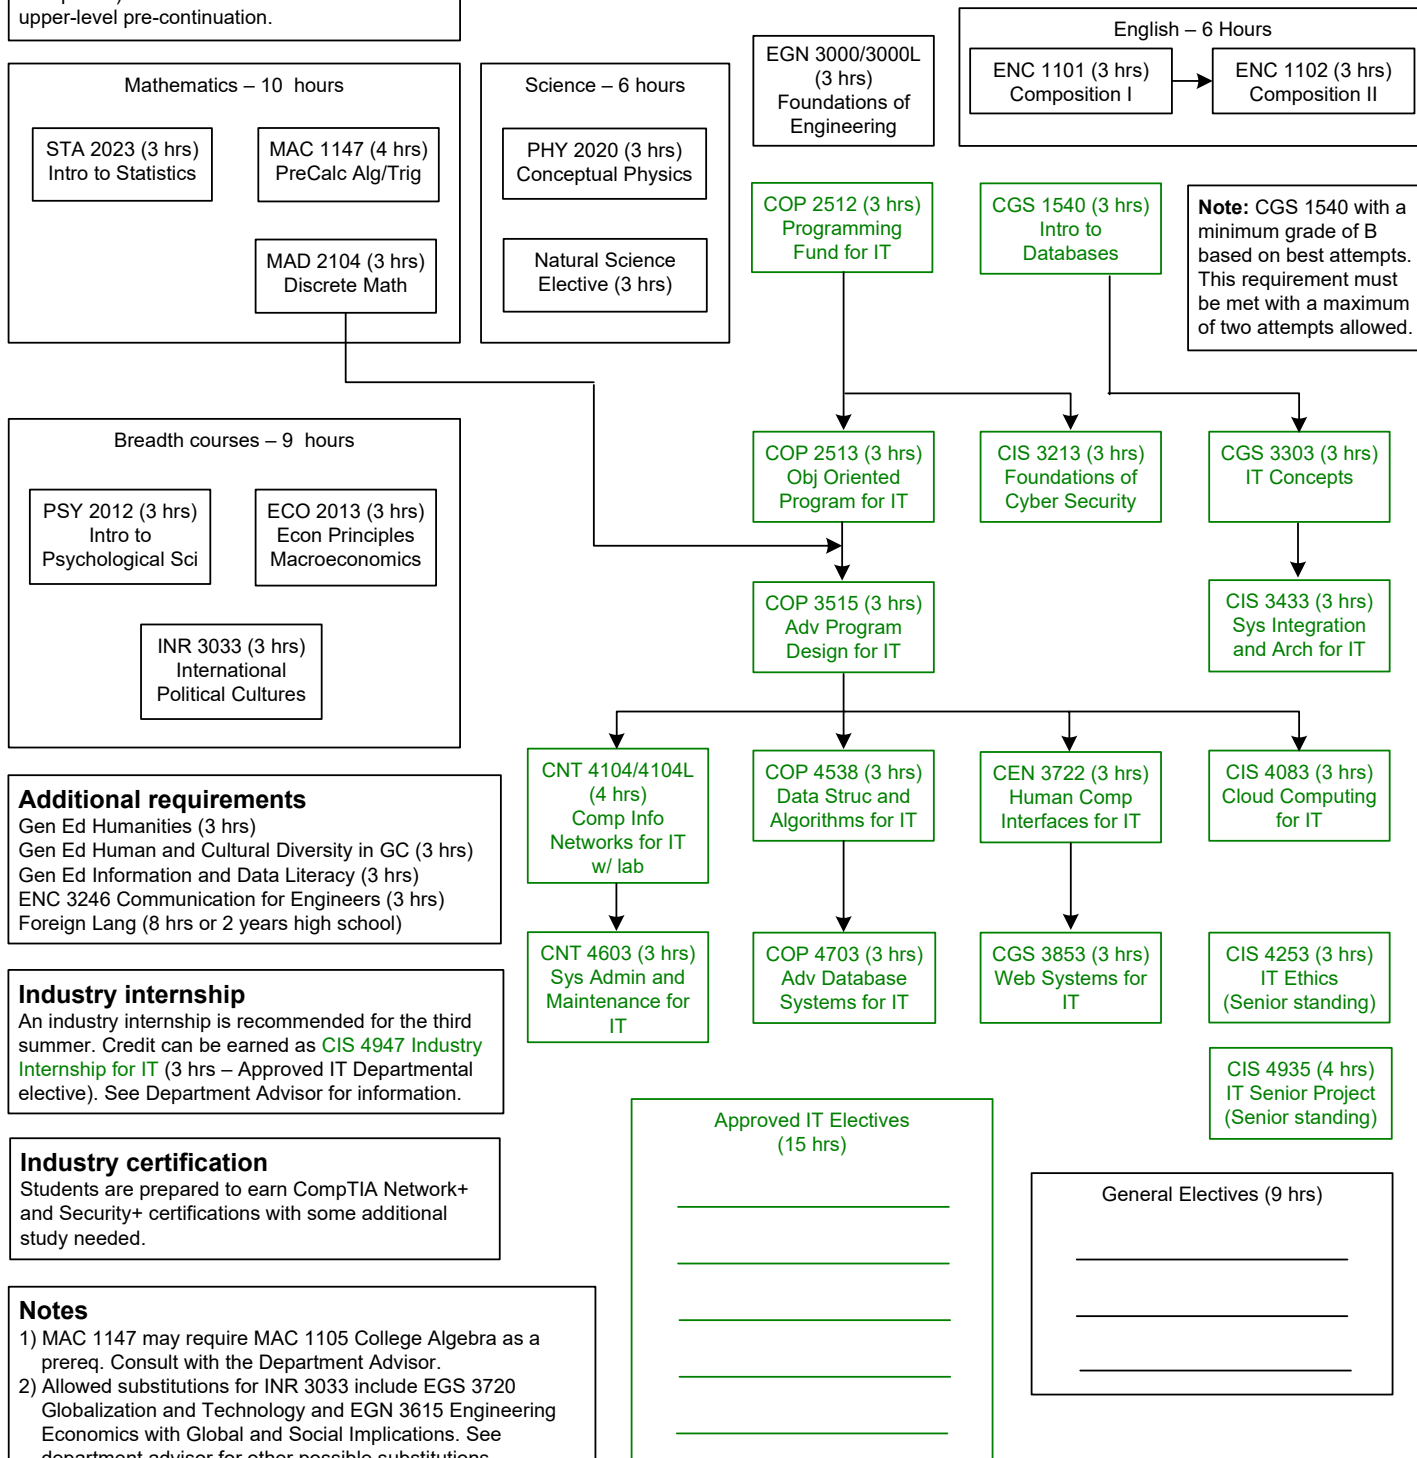 upper-level pre-continuation.
Mathematics – 10 hours
STA 2023 (3 hrs)
Intro to Statistics
MAC 1147 (4 hrs)
PreCalc Alg/Trig
MAD 2104 (3 hrs)
Discrete Math
Science – 6 hours
PHY 2020 (3 hrs)
Conceptual Physics
Natural Science
Elective (3 hrs)
EGN 3000/3000L
(3 hrs)
Foundations of
Engineering
English – 6 Hours
ENC 1101 (3 hrs)
Composition I
ENC 1102 (3 hrs)
Composition II
COP 2512 (3 hrs)
Programming
Fund for IT
CGS 1540 (3 hrs)
Intro to
Databases
Note: CGS 1540 with a
minimum grade of B
based on best attempts.
This requirement must
be met with a maximum
of two attempts allowed.
Breadth courses – 9 hours
PSY 2012 (3 hrs)
Intro to
Psychological Sci
ECO 2013 (3 hrs)
Econ Principles
Macroeconomics
INR 3033 (3 hrs)
International
Political Cultures
COP 2513 (3 hrs)
Obj Oriented
Program for IT
CIS 3213 (3 hrs)
Foundations of
Cyber Security
CGS 3303 (3 hrs)
IT Concepts
COP 3515 (3 hrs)
Adv Program
Design for IT
CIS 3433 (3 hrs)
Sys Integration
and Arch for IT
CNT 4104/4104L
(4 hrs)
Comp Info
Networks for IT
w/ lab
COP 4538 (3 hrs)
Data Struc and
Algorithms for IT
CEN 3722 (3 hrs)
Human Comp
Interfaces for IT
CIS 4083 (3 hrs)
Cloud Computing
for IT
Additional requirements
Gen Ed Humanities (3 hrs)
Gen Ed Human and Cultural Diversity in GC (3 hrs)
Gen Ed Information and Data Literacy (3 hrs)
ENC 3246 Communication for Engineers (3 hrs)
Foreign Lang (8 hrs or 2 years high school)
CNT 4603 (3 hrs)
Sys Admin and
Maintenance for
IT
COP 4703 (3 hrs)
Adv Database
Systems for IT
CGS 3853 (3 hrs)
Web Systems for
IT
CIS 4253 (3 hrs)
IT Ethics
(Senior standing)
Industry internship
An industry internship is recommended for the third
summer. Credit can be earned as CIS 4947 Industry
Internship for IT (3 hrs – Approved IT Departmental
elective). See Department Advisor for information.
CIS 4935 (4 hrs)
IT Senior Project
(Senior standing)
Industry certification
Students are prepared to earn CompTIA Network+
and Security+ certifications with some additional
study needed.
Approved IT Electives
(15 hrs)
General Electives (9 hrs)
Notes
1) MAC 1147 may require MAC 1105 College Algebra as a
prereq. Consult with the Department Advisor.
2) Allowed substitutions for INR 3033 include EGS 3720
Globalization and Technology and EGN 3615 Engineering
Economics with Global and Social Implications. See
department advisor for other possible substitutions